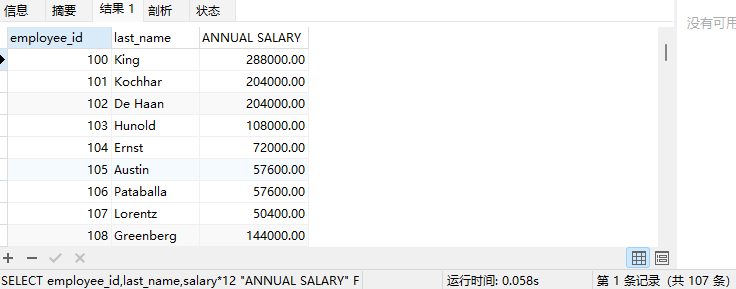 信息 摘要 结果 1 剖析 状态
没有可用
employee_id last_name ANNUAL SALARY
100 King 288000.00
101 Kochhar 204000.00
102 De Haan 204000.00
103 Hunold 108000.00
104 Ernst 72000.00
105 Austin 57600.00
106 Pataballa 57600.00
107 Lorentz 50400.00
108 Greenberg 144000.00
SELECT employee_id,last_name,salary*12 "ANNUAL SALARY" F 运行时间: 0.058s 第 1 条记录 (共 107 条)